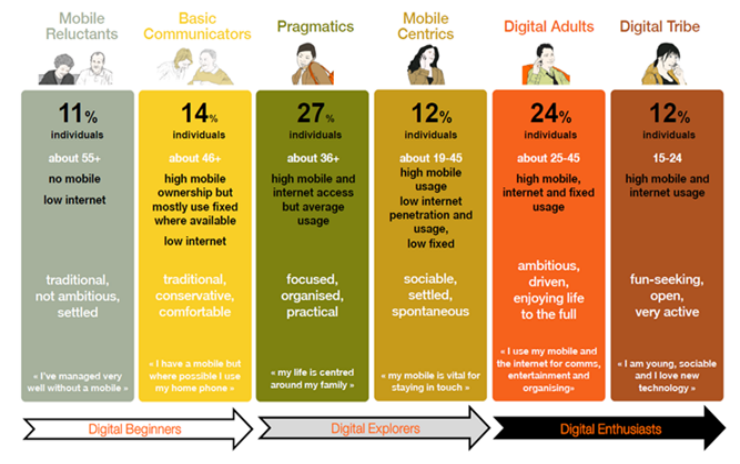 Mobile
Reluctants
Basic
Communicators
Pragmatics
Mobile
Centrics
Digital Adults
Digital Tribe
11%
individuals
about 55+
no mobile
low internet
traditional,
not ambitious,
settled
« I've managed very
well without a mobile »
14%
individuals
about 46+
high mobile
ownership but
mostly use fixed
where available
low internet
traditional,
conservative,
comfortable
« I have a mobile but
where possible I use
my home phone »
27%
individuals
about 36+
high mobile and
internet access
but average
usage
focused,
organised,
practical
« my life is centred
around my family »
12%
individuals
about 19-45
high mobile
usage
low internet
penetration and
usage,
low fixed
sociable,
settled,
spontaneous
« my mobile is vital for
staying in touch »
24%
individuals
about 25-45
high mobile,
internet and fixed
usage
ambitious,
driven,
enjoying life
to the full
« I use my mobile and
the internet for comms,
entertainment and
organising»
12%
individuals
15-24
high mobile and
internet usage
fun-seeking,
open,
very active
« I am young, sociable
and I love new
technology »
Digital Beginners
Digital Explorers
Digital Enthusiasts